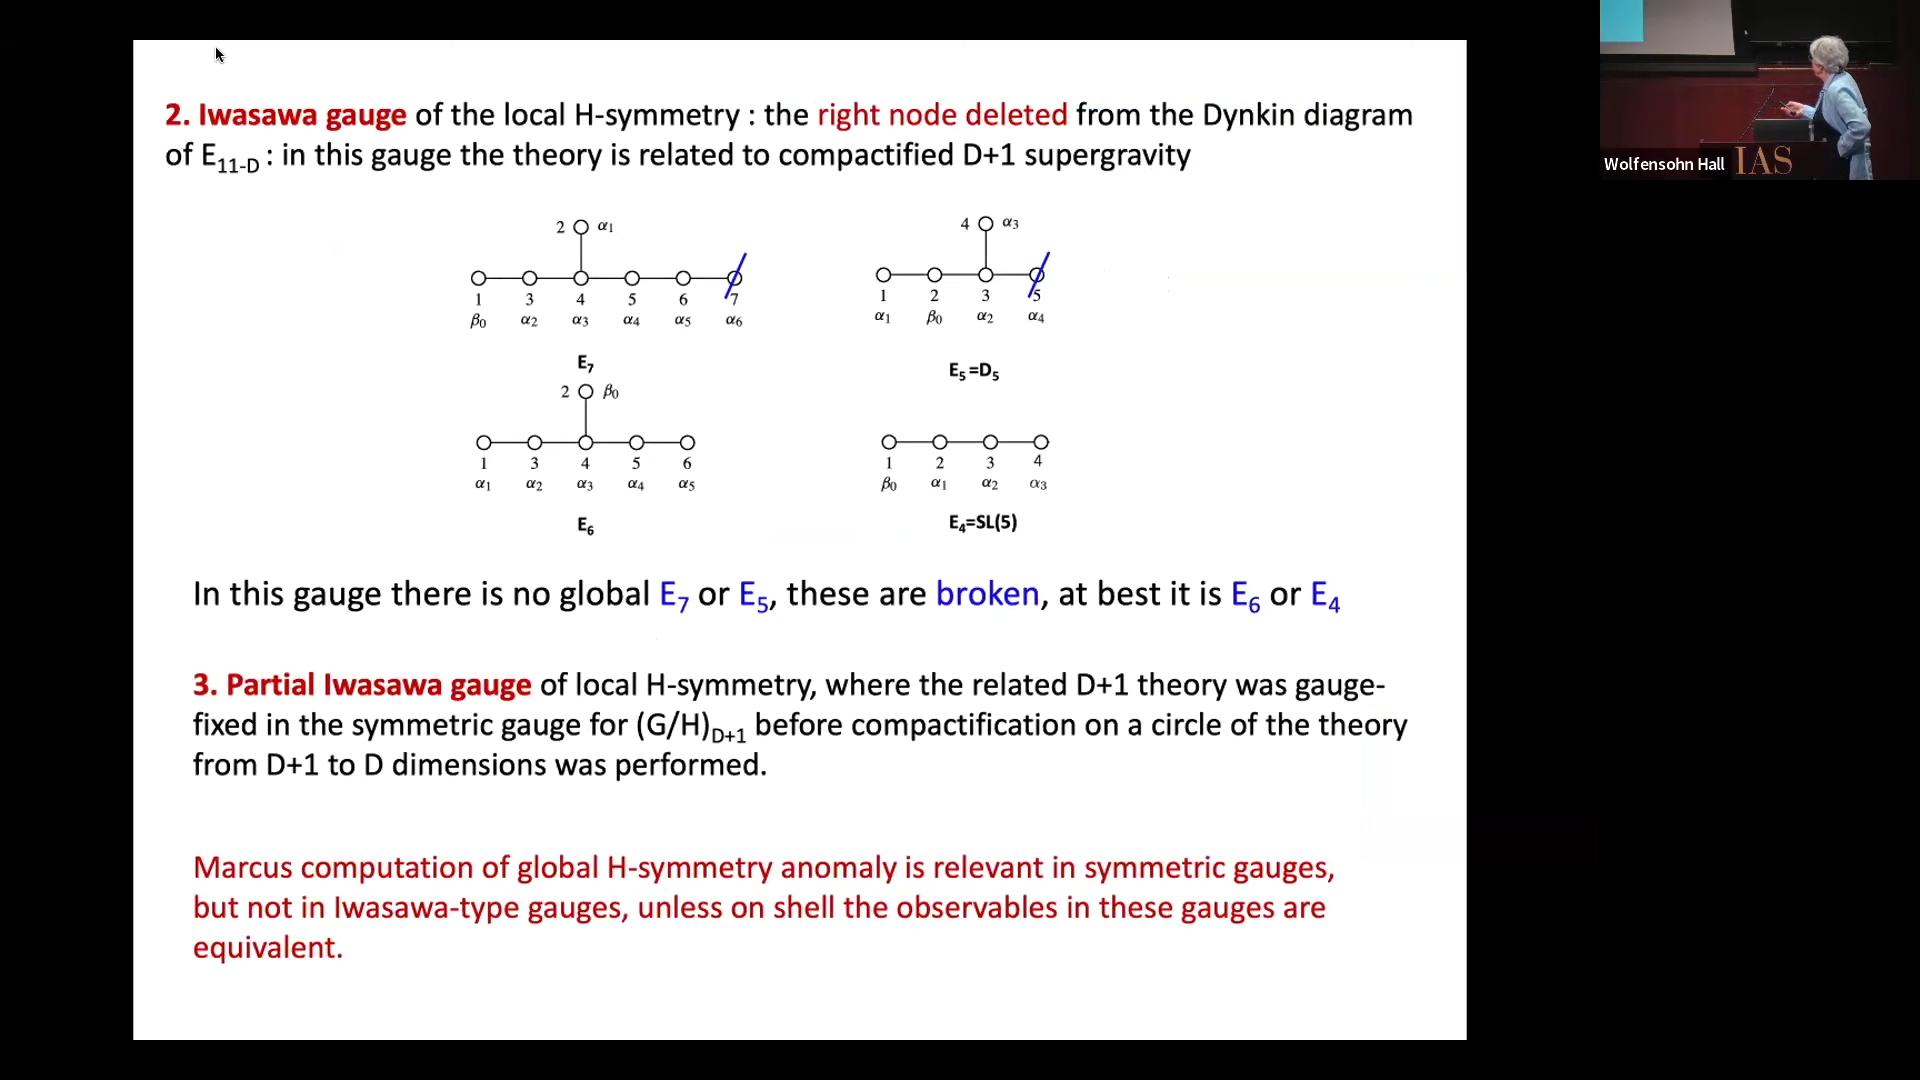 2. Iwasawa gauge of the local H-symmetry : the right node deleted from the Dynkin diagram
of E11-D : in this gauge the theory is related to compactified D+1 supergravity
2 α1
1 3 4 5 6 7
β0 α2 α3 α4 α5 α6
E7
4 α3
1 2 3 5
α1 β0 α2 α4
E5=D5
2 β0
1 3 4 5 6
α1 α2 α3 α4 α5
E6
1 2 3 4
β0 α1 α2 α3
E4=SL(5)
In this gauge there is no global E7 or E5, these are broken, at best it is E6 or E4
3. Partial Iwasawa gauge of local H-symmetry, where the related D+1 theory was gauge-
fixed in the symmetric gauge for (G/H)D+1 before compactification on a circle of the theory
from D+1 to D dimensions was performed.
Marcus computation of global H-symmetry anomaly is relevant in symmetric gauges,
but not in Iwasawa-type gauges, unless on shell the observables in these gauges are
equivalent.
Wolfensohn Hall
IAS